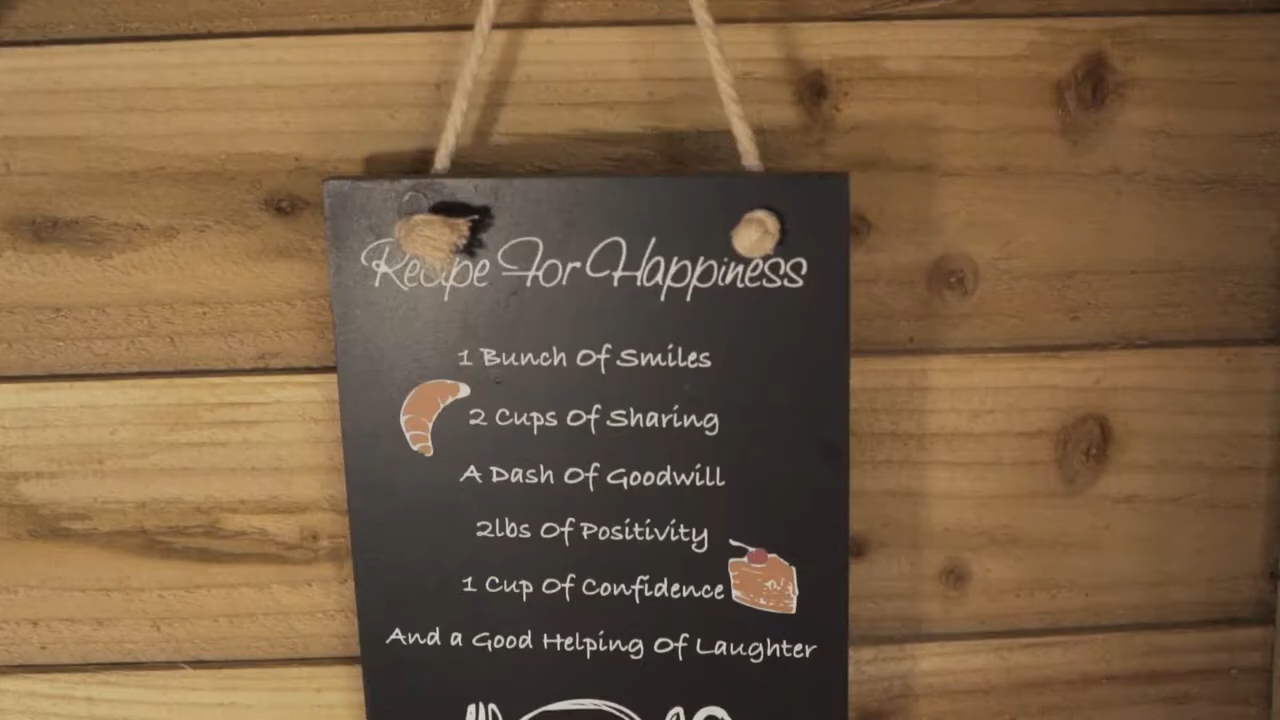 Recipe For Happiness
1 Bunch Of Smiles
2 Cups Of Sharing
A Dash Of Goodwill
2lbs Of Positivity
1 Cup Of Confidence
And a Good Helping Of Laughter